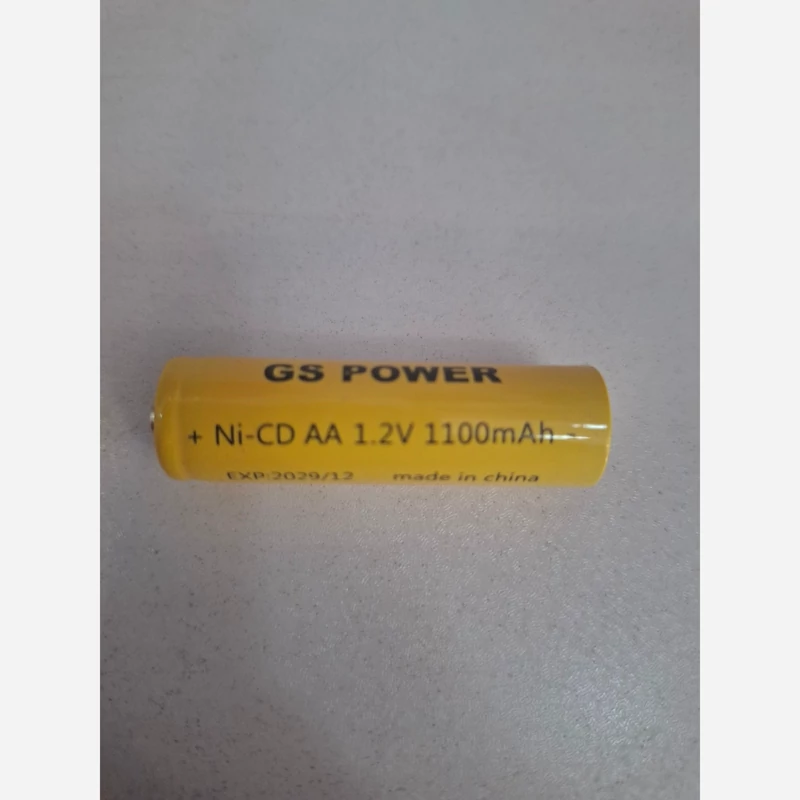 GS POWER
+ Ni-CD AA 1.2V 1100mAh -
EXP:2029/12 made in china